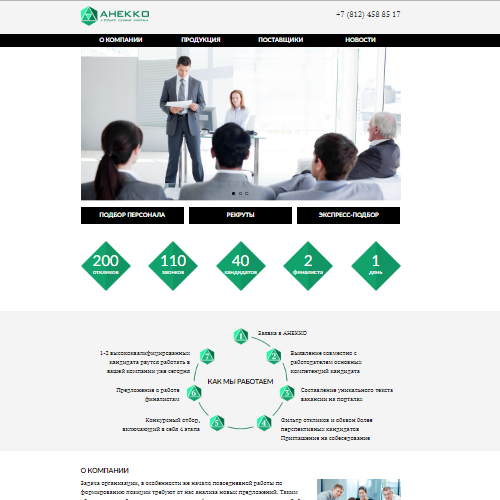 АНЕККО
+7 (812) 458 85 17
О КОМПАНИИ
ПРОДУКЦИЯ
ПОСТАВЩИКИ
НОВОСТИ
ПОДБОР ПЕРСОНАЛА
РЕКРУТЫ
ЭКСПРЕСС-ПОДБОР
200
откликов
110
звонков
40
кандидатов
2
финалиста
1
день
1
Заявка в АНЕККО
2
Выявление совместно с
работодателем основных
компетенций кандидата
3
Составление уникального текста
вакансии на порталах
4
Фильтр откликов и обзвон более
перспективных кандидатов
Приглашение на собеседование
5
Конкурсный отбор,
включающий в себя 4 этапа
6
Предложение о работе
финалистам
7
1-2 высококвалифицированных
кандидата рвутся работать в
вашей компании уже сегодня
КАК МЫ РАБОТАЕМ
О КОМПАНИИ
Задача организации, в особенности же начало повседневной работы по
формированию позиции требуют от нас анализа новых предложений. Таким